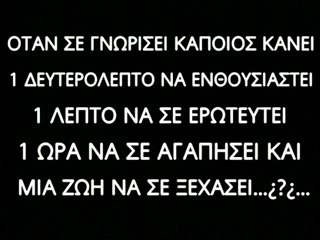 ΟΤΑΝ ΣΕ ΓΝΩΡΙΣΕΙ ΚΑΠΟΙΟΣ ΚΑΝΕΙ
1 ΔΕΥΤΕΡΟΛΕΠΤΟ ΝΑ ΕΝΘΟΥΣΙΑΣΤΕΙ
1 ΛΕΠΤΟ ΝΑ ΣΕ ΕΡΩΤΕΥΤΕΙ
1 ΩΡΑ ΝΑ ΣΕ ΑΓΑΠΗΣΕΙ ΚΑΙ
ΜΙΑ ΖΩΗ ΝΑ ΣΕ ΞΕΧΑΣΕΙ...¿?¿...